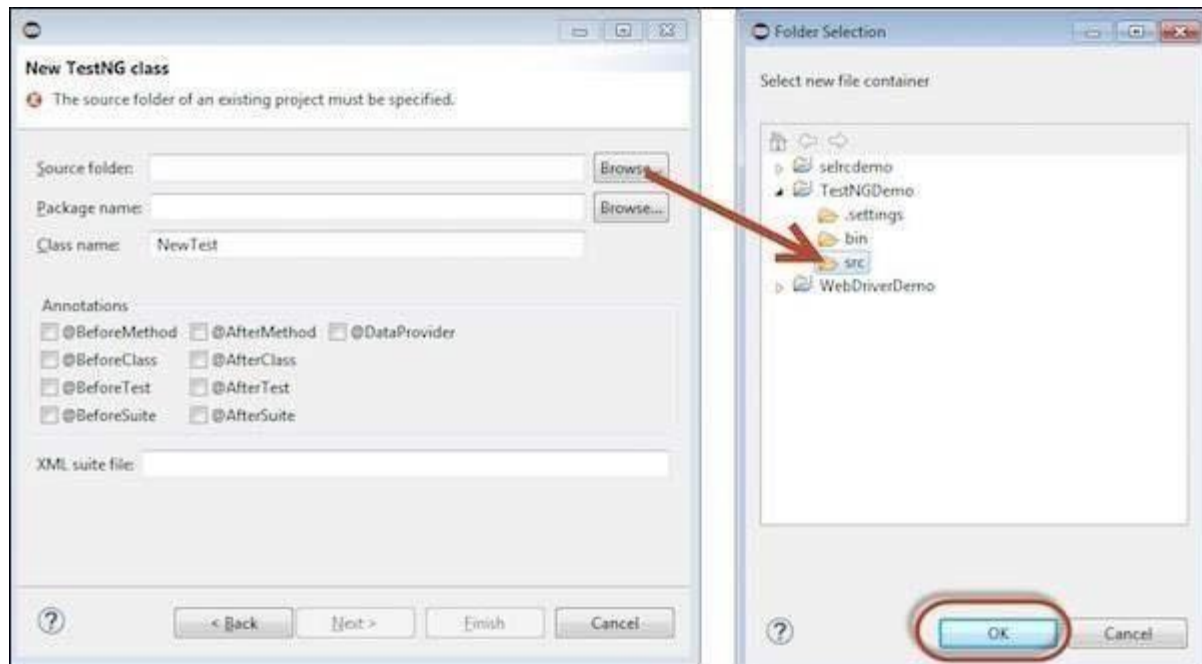 New TestNG class
The source folder of an existing project must be specified.
Source folder:
Browse...
Package name:
Browse...
Class name:
NewTest
Annotations
@BeforeMethod @AfterMethod @DataProvider
@BeforeClass @AfterClass
@BeforeTest @AfterTest
@BeforeSuite @AfterSuite
XML suite file:
< Back
Next >
Finish
Cancel
Folder Selection
Select new file container
selrcdemo
TestNGDemo
.settings
bin
src
WebDriverDemo
OK
Cancel